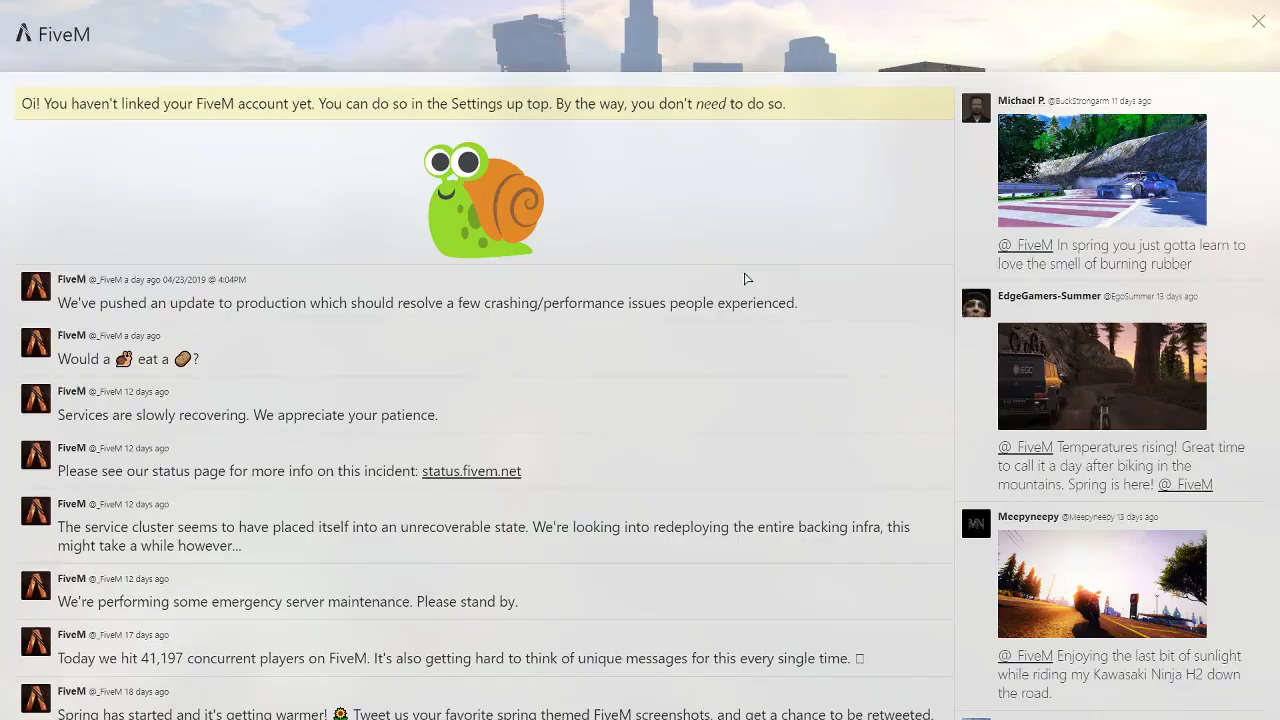 FiveM
Oi! You haven't linked your FiveM account yet. You can do so in the Settings up top. By the way, you don't need to do so.
FiveM @_FiveM a day ago 04/23/2019 @ 4:04PM
We've pushed an update to production which should resolve a few crashing/performance issues people experienced.
FiveM @_FiveM a day ago
Would a 🐿️ eat a 🥔?
FiveM @_FiveM 12 days ago
Services are slowly recovering. We appreciate your patience.
FiveM @_FiveM 12 days ago
Please see our status page for more info on this incident: status.fivem.net
FiveM @_FiveM 12 days ago
The service cluster seems to have placed itself into an unrecoverable state. We're looking into redeploying the entire backing infra, this
might take a while however...
FiveM @_FiveM 12 days ago
We're performing some emergency server maintenance. Please stand by.
FiveM @_FiveM 17 days ago
Today we hit 41,197 concurrent players on FiveM. It's also getting hard to think of unique messages for this every single time. 
FiveM @_FiveM 18 days ago
Spring has started and it's getting warmer! 🌻 Tweet us your favorite spring themed FiveM screenshots, and get a chance to be retweeted.
Michael P. @BuckStrongarm 11 days ago
@_FiveM In spring you just gotta learn to
love the smell of burning rubber
EdgeGamers-Summer @EgoSummer 13 days ago
@_FiveM Temperatures rising! Great time
to call it a day after biking in the
mountains. Spring is here! @_FiveM
Meepyneepy @Meepyneepy 13 days ago
MN
@_FiveM Enjoying the last bit of sunlight
while riding my Kawasaki Ninja H2 down
the road.